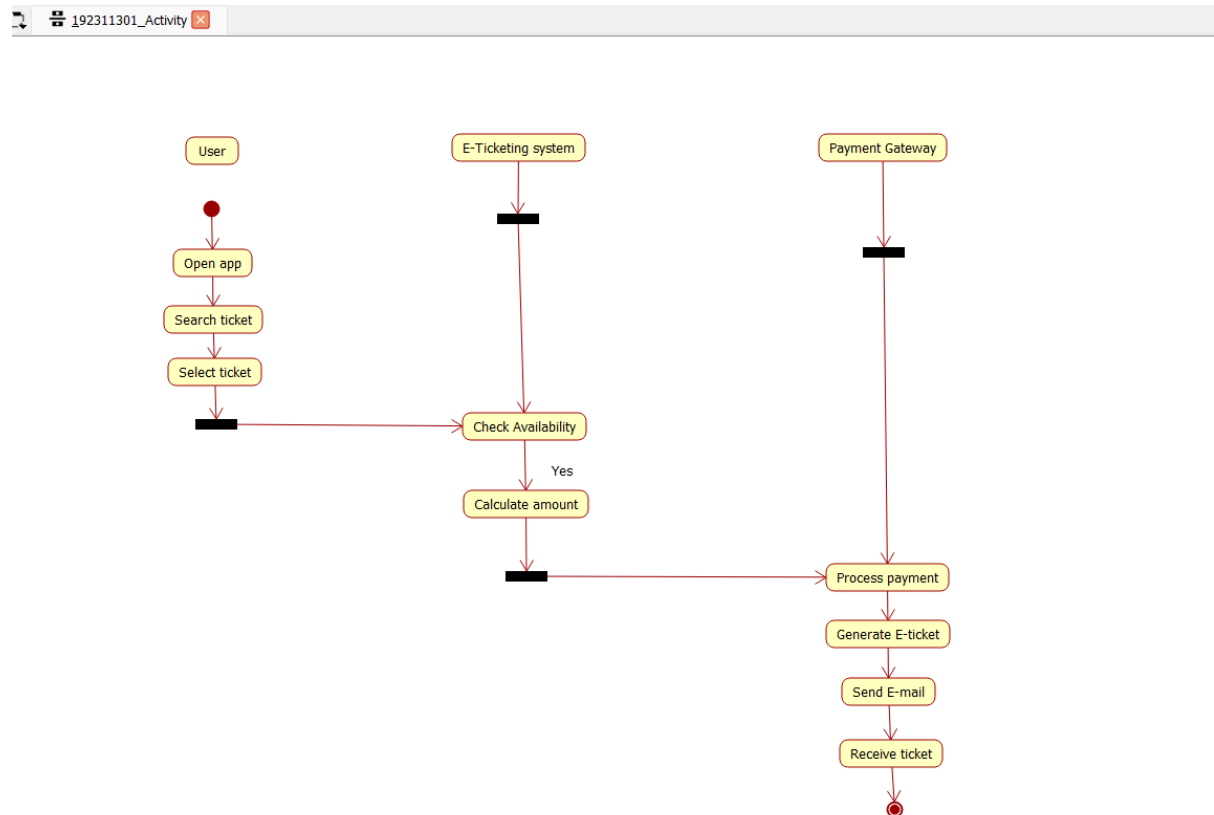 192311301_Activity
User
E-Ticketing system
Payment Gateway
Open app
Search ticket
Select ticket
Check Availability
Yes
Calculate amount
Process payment
Generate E-ticket
Send E-mail
Receive ticket